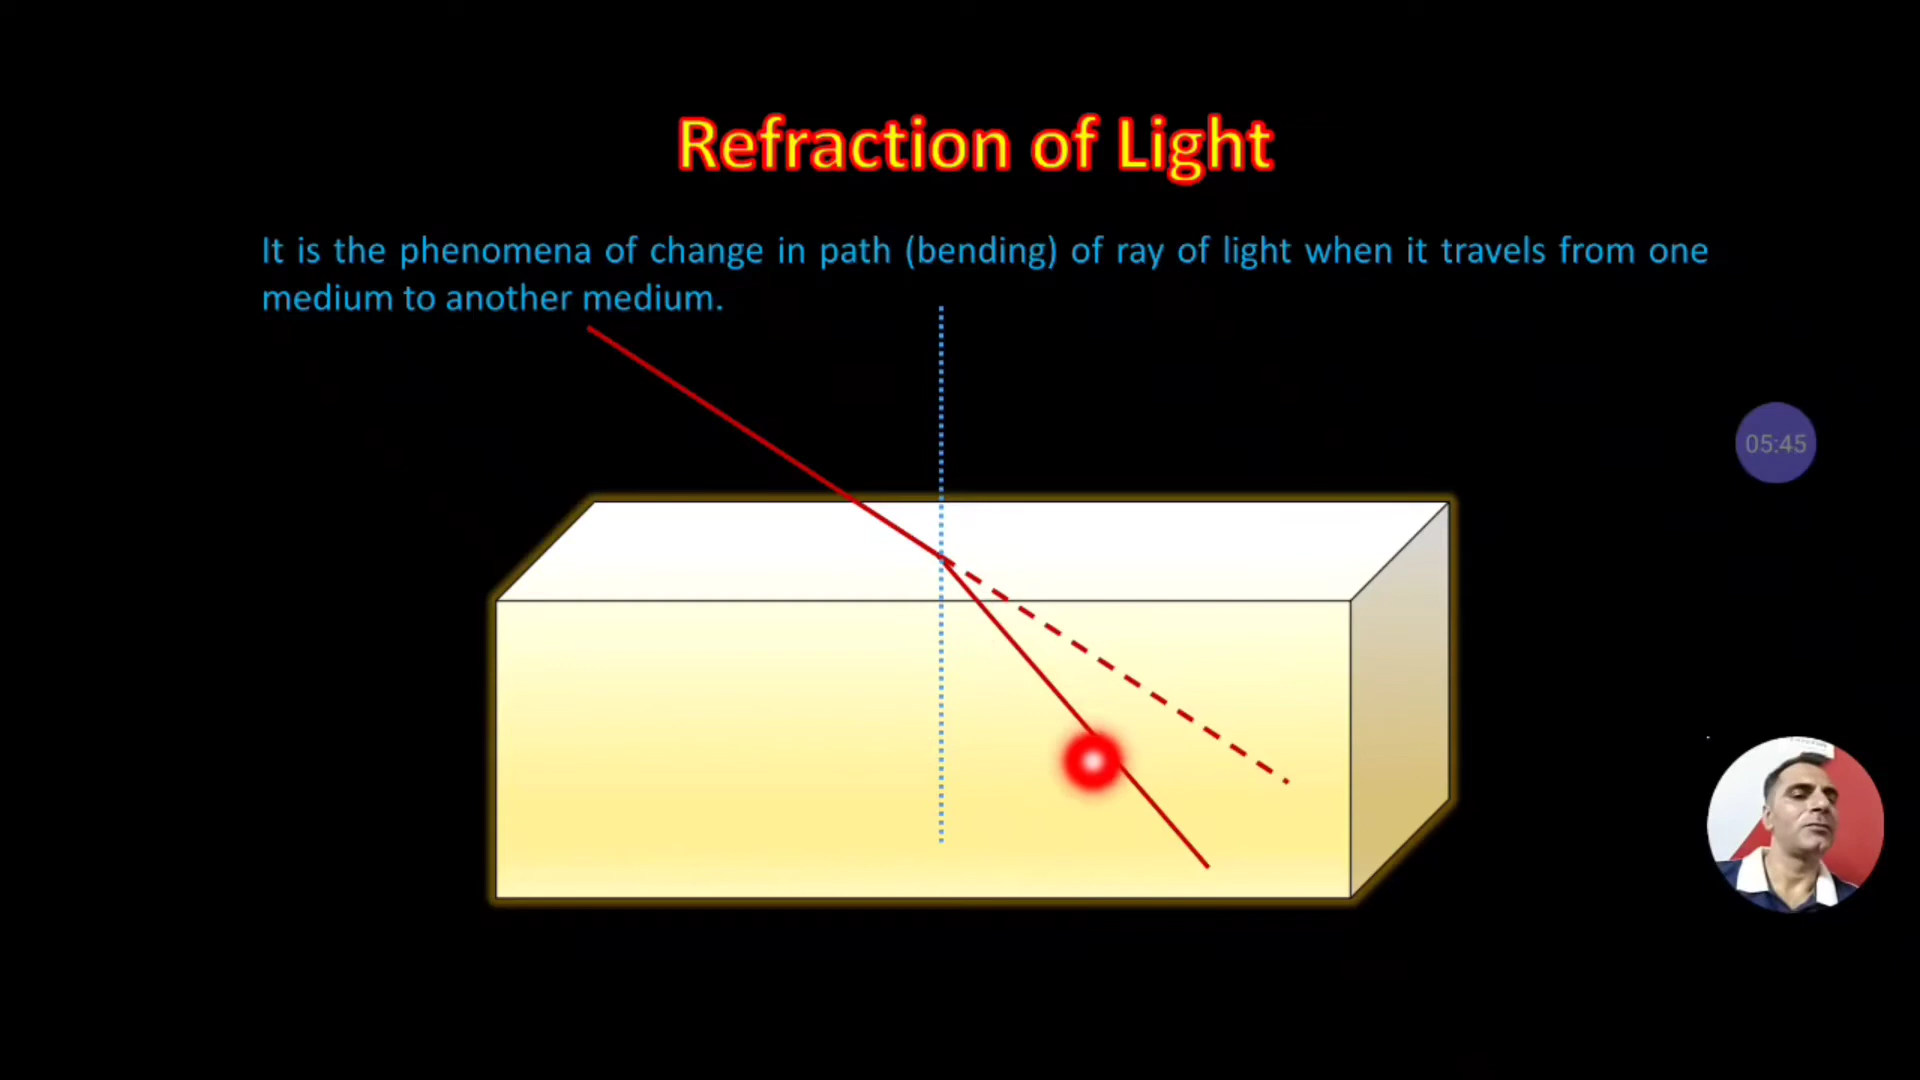 Refraction of Light
It is the phenomena of change in path (bending) of ray of light when it travels from one
medium to another medium.
05:45